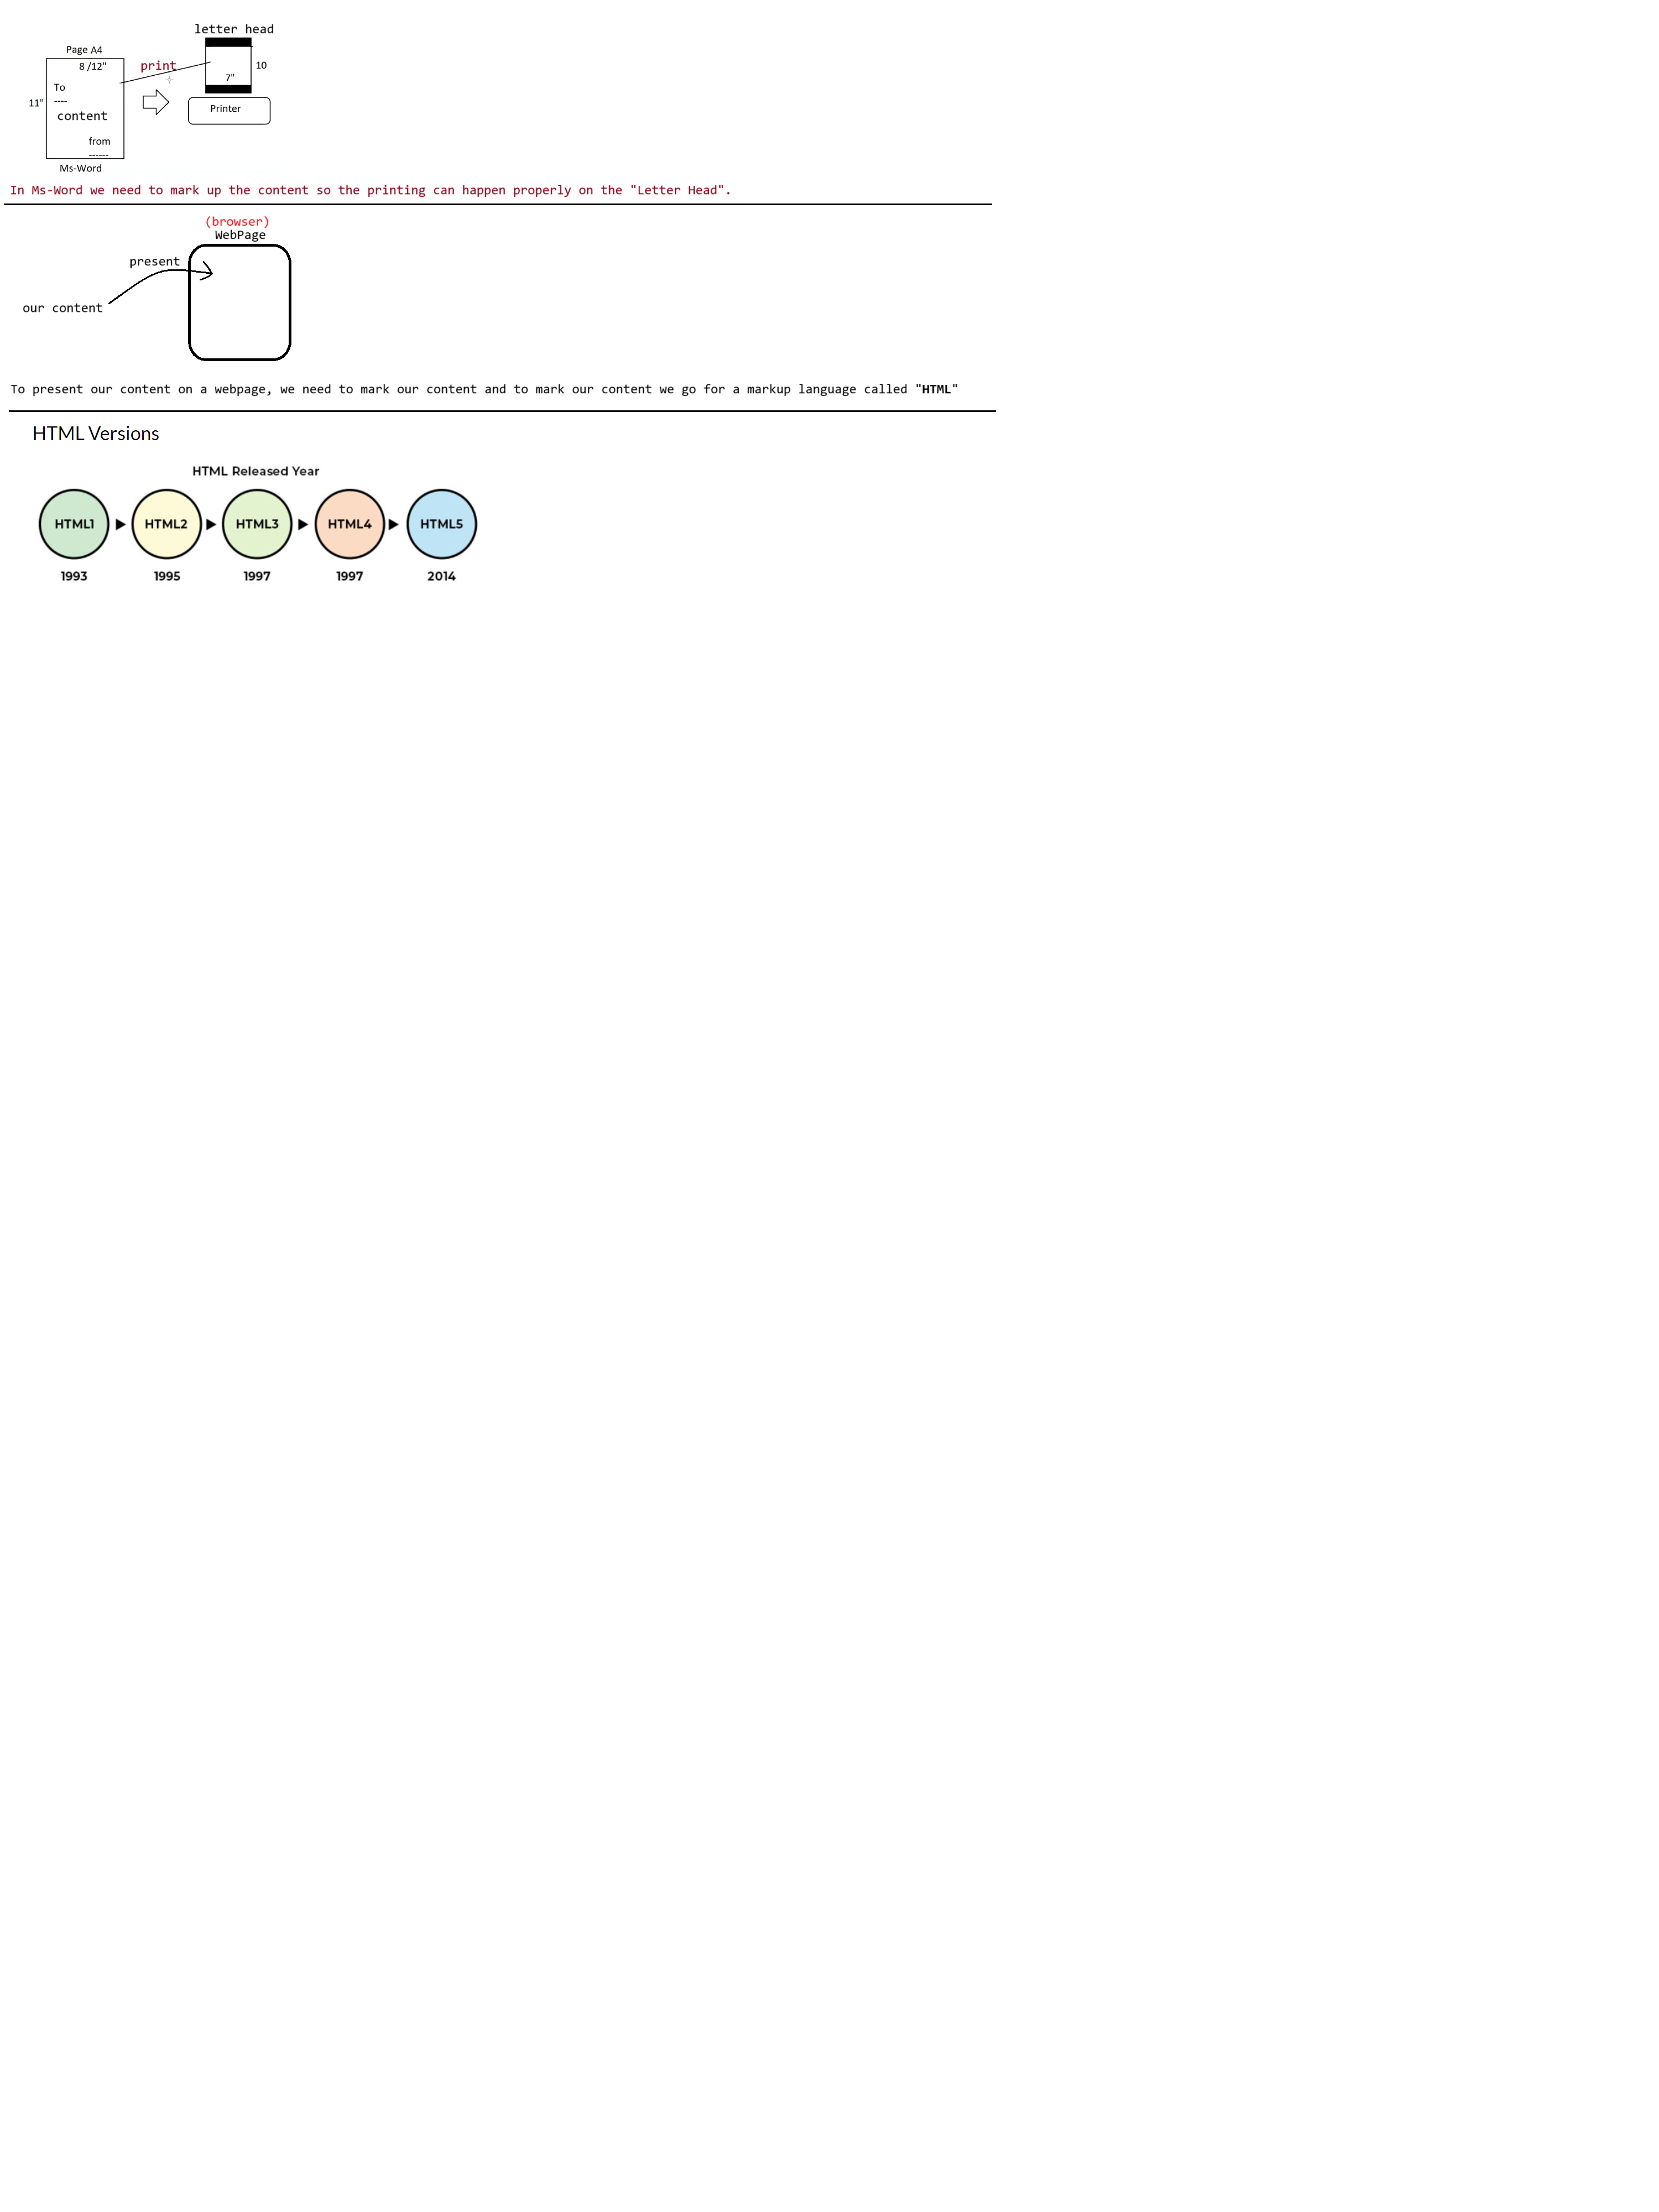 letter head
Page A4
8 /12"
print
10
7"
To
----
11"
content
Printer
from
------
Ms-Word
In Ms-Word we need to mark up the content so the printing can happen properly on the "Letter Head".
(browser)
WebPage
present
our content
To present our content on a webpage, we need to mark our content and to mark our content we go for a markup language called "HTML"
HTML Versions
HTML Released Year
HTML1 HTML2 HTML3 HTML4 HTML5
1993 1995 1997 1997 2014